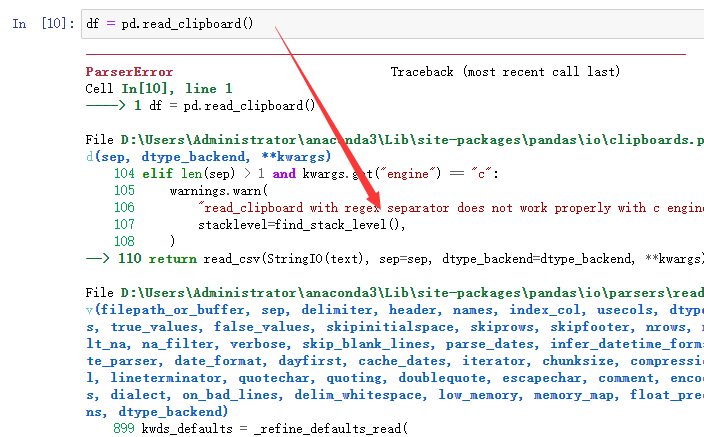 In [10]: df = pd.read_clipboard()
ParserError Traceback (most recent call last)
Cell In[10], line 1
----> 1 df = pd.read_clipboard()
File D:\Users\Administrator\anaconda3\Lib\site-packages\pandas\io\clipboards.p
d(sep, dtype_backend, **kwargs)
104 elif len(sep) > 1 and kwargs.get("engine") == "c":
105 warnings.warn(
106 "read_clipboard with regex separator does not work properly with c engine
107 stacklevel=find_stack_level(),
108 )
--> 110 return read_csv(StringIO(text), sep=sep, dtype_backend=dtype_backend, **kwargs)
File D:\Users\Administrator\anaconda3\Lib\site-packages\pandas\io\parsers\read
v(filepath_or_buffer, sep, delimiter, header, names, index_col, usecols, dtype
s, true_values, false_values, skipinitialspace, skiprows, skipfooter, nrows, n
lt_na, na_filter, verbose, skip_blank_lines, parse_dates, infer_datetime_form
te_parser, date_format, dayfirst, cache_dates, iterator, chunksize, compressi
l, lineterminator, quotechar, quoting, doublequote, escapechar, comment, enco
s, dialect, on_bad_lines, delim_whitespace, low_memory, memory_map, float_pre
ns, dtype_backend)
899 kwds_defaults = _refine_defaults_read(